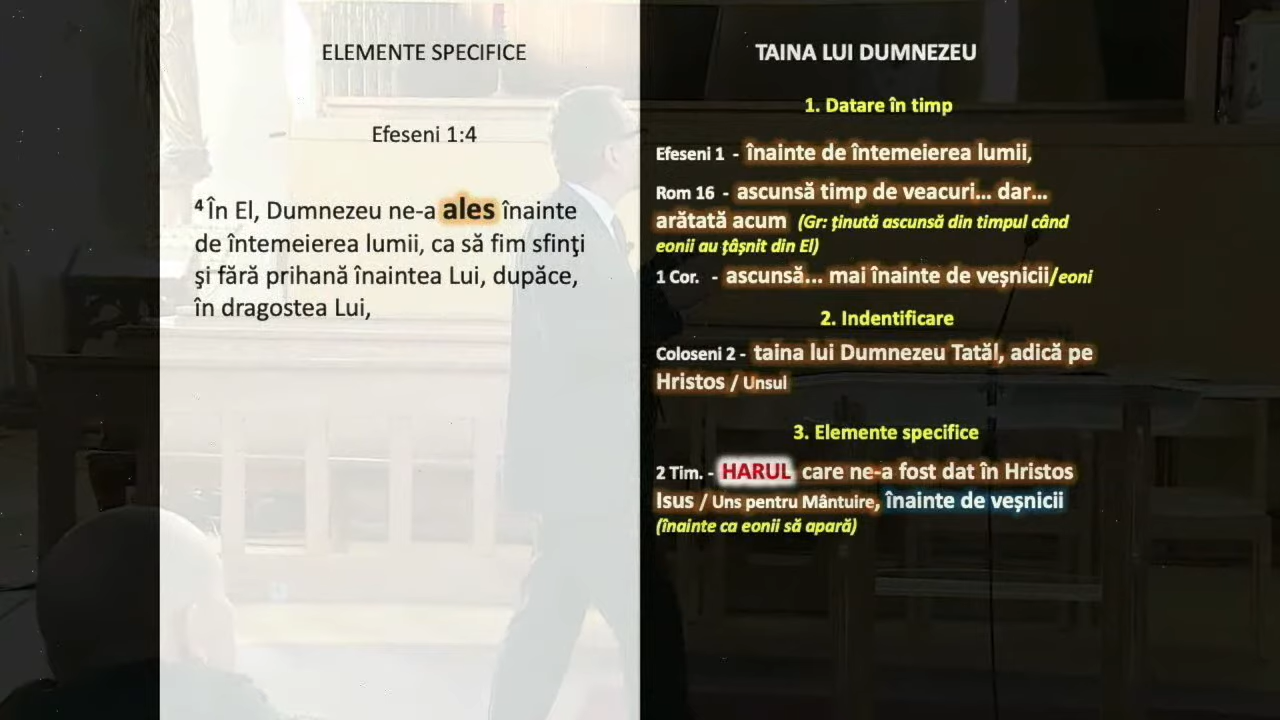 ELEMENTE SPECIFICE
Efeseni 1:4
⁴ În El, Dumnezeu ne-a ales înainte
de întemeierea lumii, ca să fim sfinţi
şi fără prihană înaintea Lui, dupăce,
în dragostea Lui,
TAINA LUI DUMNEZEU
1. Datare în timp
Efeseni 1 - înainte de întemeierea lumii,
Rom 16 - ascunsă timp de veacuri... dar...
arătată acum (Gr: ținută ascunsă din timpul când
eonii au țâșnit din El)
1 Cor. - ascunsă... mai înainte de veșnicii/eoni
2. Indentificare
Coloseni 2 - taina lui Dumnezeu Tatăl, adică pe
Hristos / Unsul
3. Elemente specifice
2 Tim. - HARUL care ne-a fost dat în Hristos
Isus / Uns pentru Mântuire, înainte de veșnicii
(înainte ca eonii să apară)